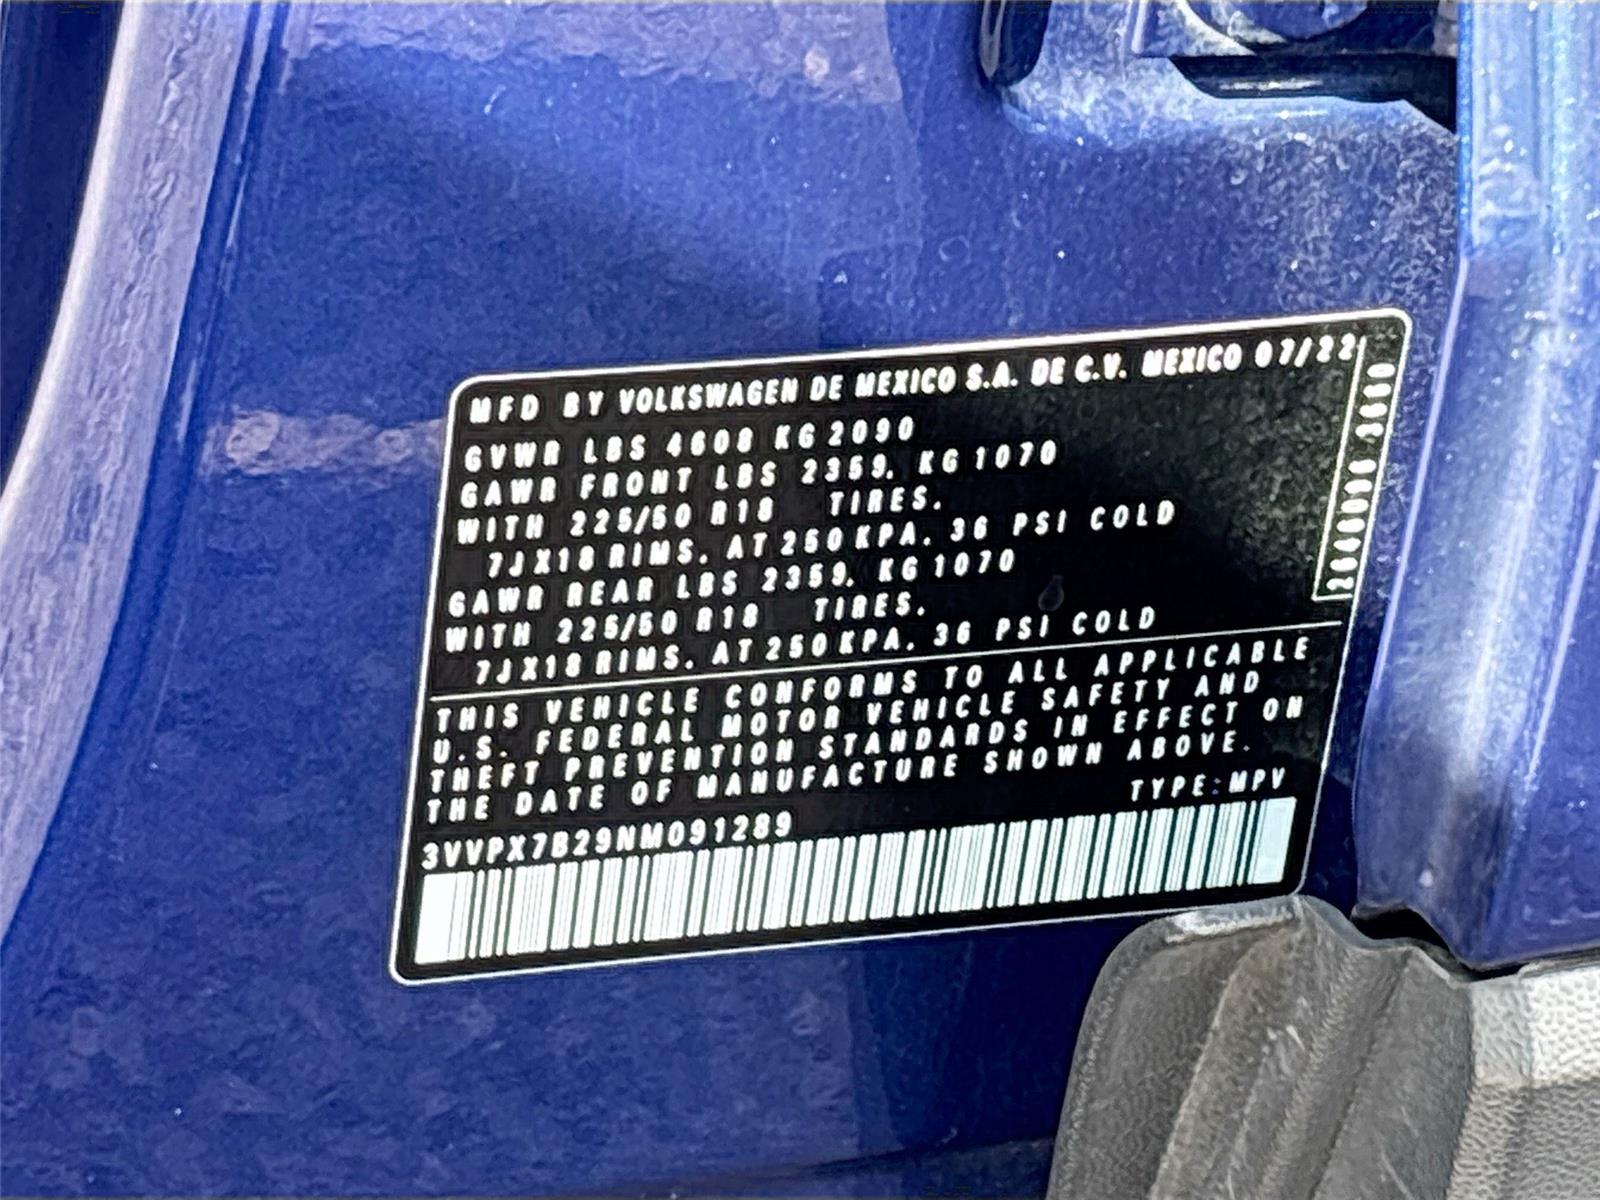 MFD BY VOLKSWAGEN DE MEXICO S.A. DE C.V. MEXICO 07/22
GVWR LBS 4608 KG 2090
GAWR FRONT LBS 2359. KG 1070
WITH 225/50 R18 TIRES.
7JX18 RIMS. AT 250 KPA. 36 PSI COLD
GAWR REAR LBS 2359. KG 1070
WITH 225/50 R18 TIRES.
7JX18 RIMS. AT 250 KPA. 36 PSI COLD
THIS VEHICLE CONFORMS TO ALL APPLICABLE
U.S. FEDERAL MOTOR VEHICLE SAFETY AND
THEFT PREVENTION STANDARDS IN EFFECT ON
THE DATE OF MANUFACTURE SHOWN ABOVE.
TYPE: MPV
3VVPX7B29NM091289